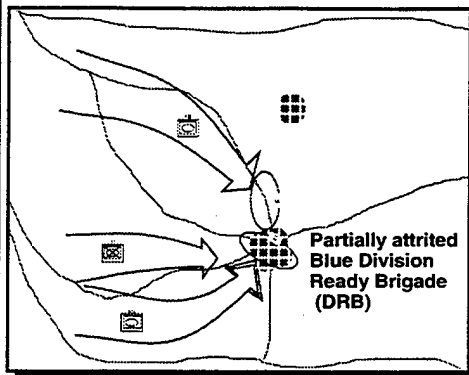 Partially attrited
Blue Division
Ready Brigade
(DRB)